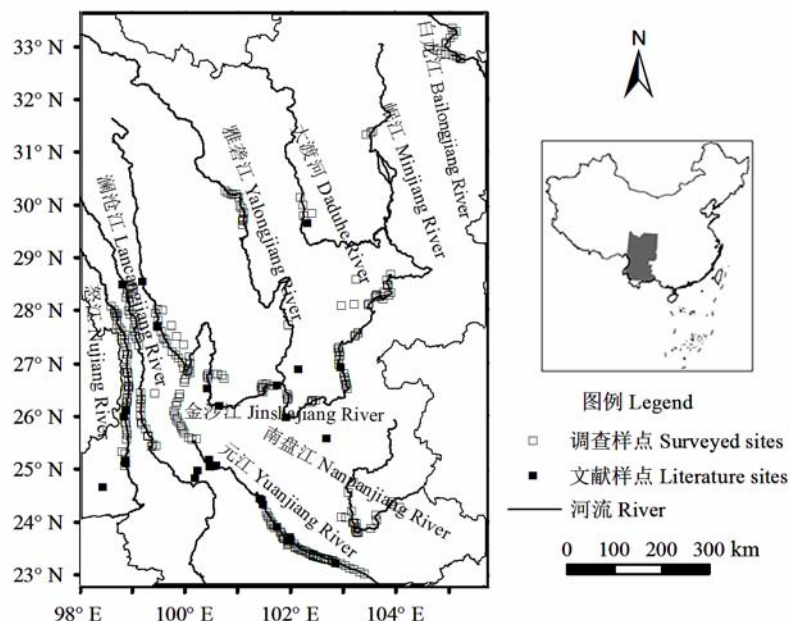 33° N
32° N
31° N
30° N
29° N
28° N
27° N
26° N
25° N
24° N
23° N
98° E
100° E
102° E
104° E
怒江 Nujiang River
澜沧江 Lancangjiang River
雅砻江 Yalongjiang River
大渡河 Daduhe River
岷江 Minjiang River
白龙江 Bailongjiang River
金沙江 Jinshajiang River
元江 Yuanjiang River
南盘江 Nanpanjiang River
N
图例 Legend
调查样点 Surveyed sites
文献样点 Literature sites
河流 River
0 100 200 300 km